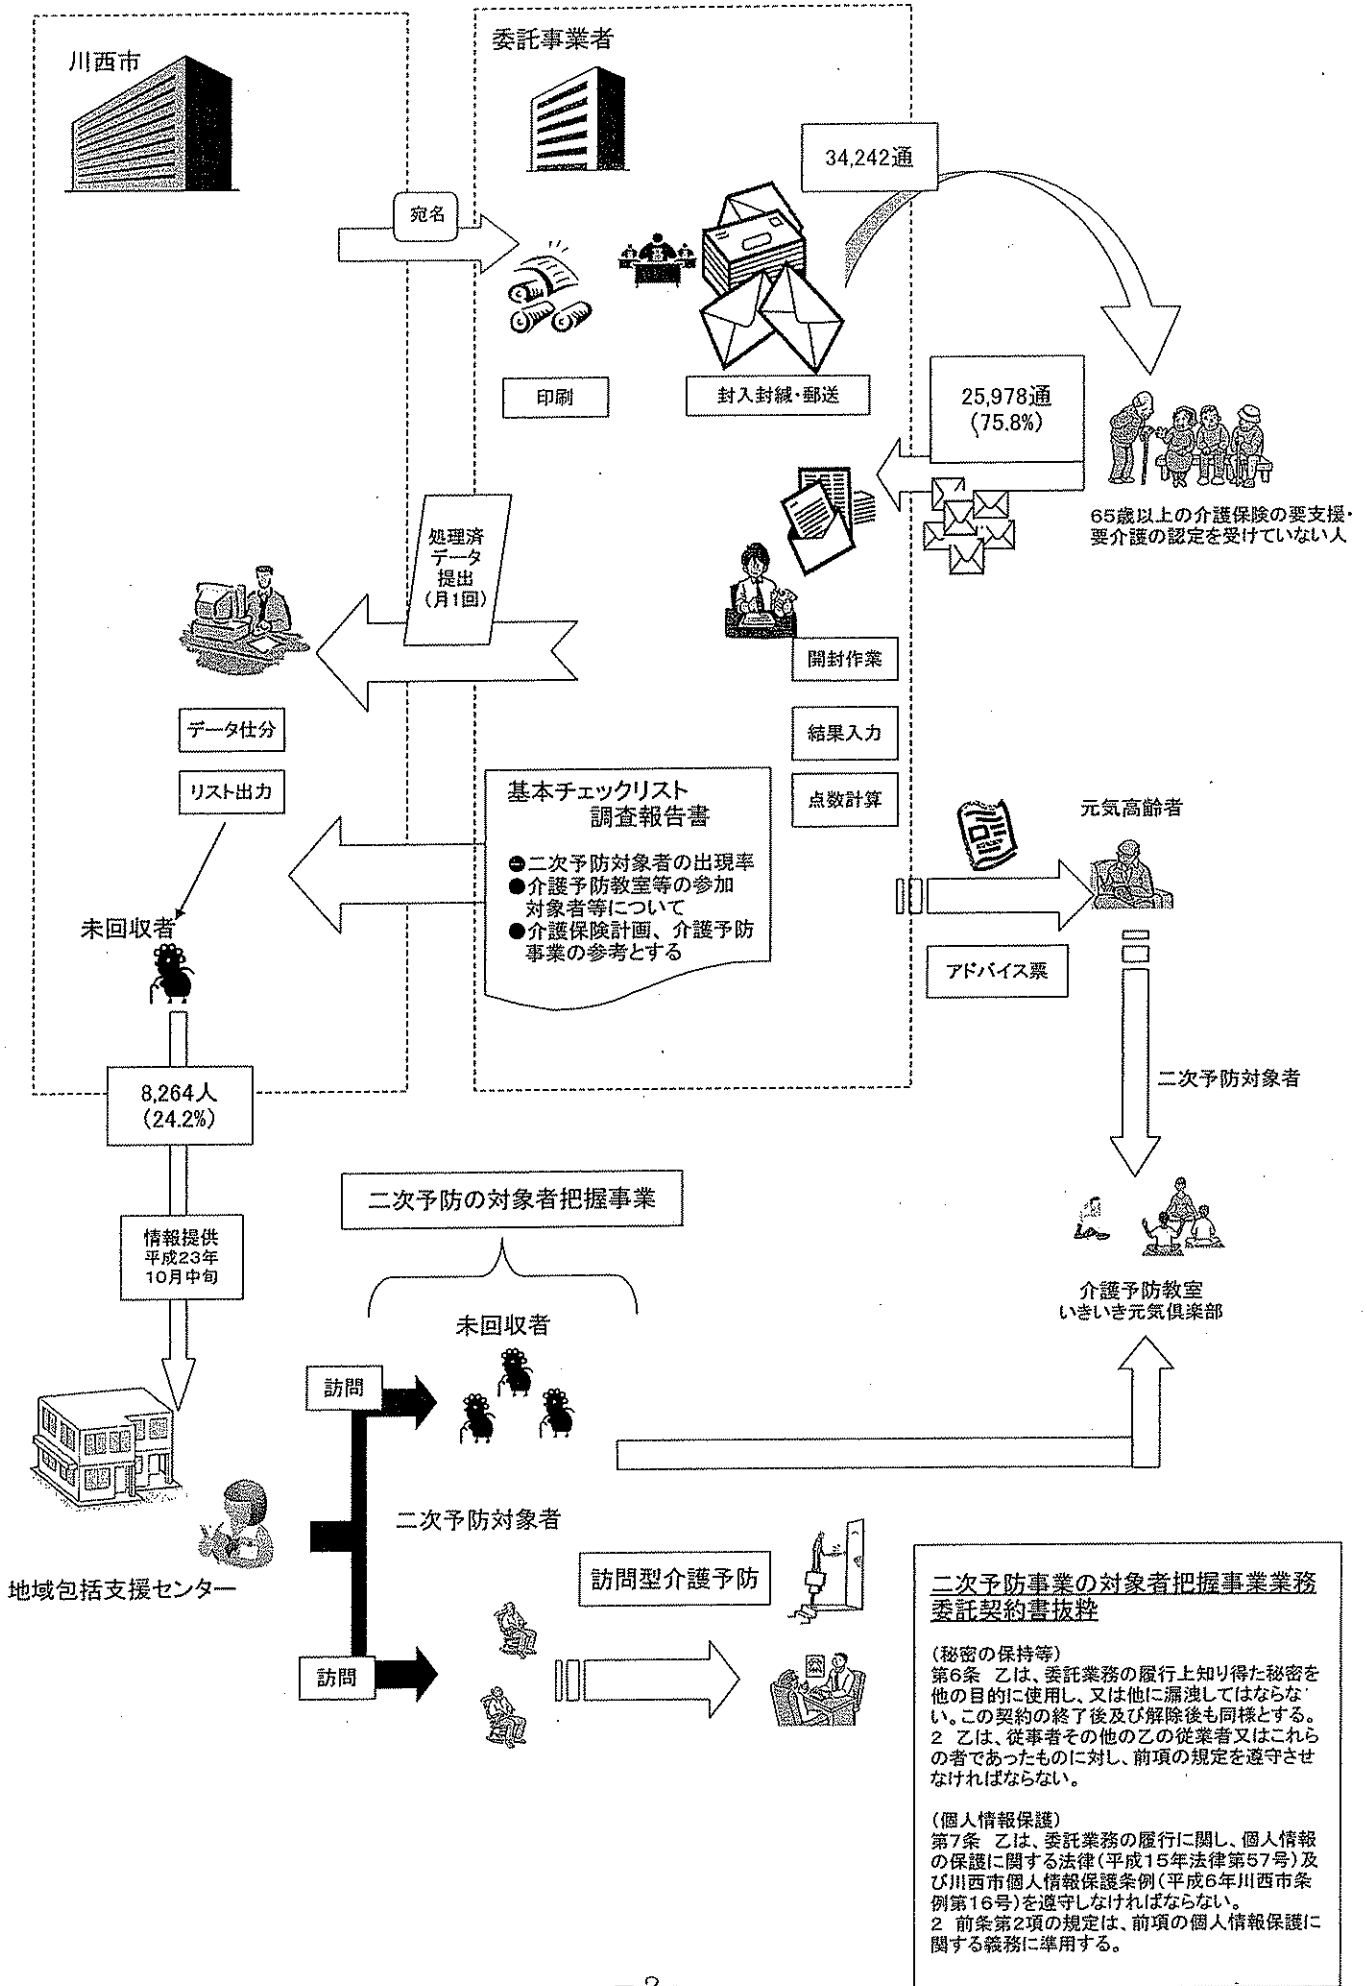 川西市
委託事業者
34,242通
宛名
印刷
封入封緘・郵送
25,978通
(75.8%)
65歳以上の介護保険の要支援・
要介護の認定を受けていない人
処理済
データ
提出
(月1回)
開封作業
結果入力
点数計算
データ仕分
リスト出力
未回収者
基本チェックリスト
調査報告書
●二次予防対象者の出現率
●介護予防教室等の参加
対象者等について
●介護保険計画、介護予防
事業の参考とする
元気高齢者
アドバイス票
二次予防対象者
8,264人
(24.2%)
二次予防の対象者把握事業
情報提供
平成23年
10月中旬
介護予防教室
いきいき元気倶楽部
未回収者
訪問
二次予防対象者
地域包括支援センター
訪問型介護予防
訪問
二次予防事業の対象者把握事業業務
委託契約書抜粋
(秘密の保持等)
第6条 乙は、委託業務の履行上知り得た秘密を
他の目的に使用し、又は他に漏洩してはならな
い。この契約の終了後及び解除後も同様とする。
2 乙は、従事者その他の乙の従業者又はこれら
の者であったものに対し、前項の規定を遵守させ
なければならない。
(個人情報保護)
第7条 乙は、委託業務の履行に関し、個人情報
の保護に関する法律(平成15年法律第57号)及
び川西市個人情報保護条例(平成6年川西市条
例第16号)を遵守しなければならない。
2 前条第2項の規定は、前項の個人情報保護に
関する義務に準用する。